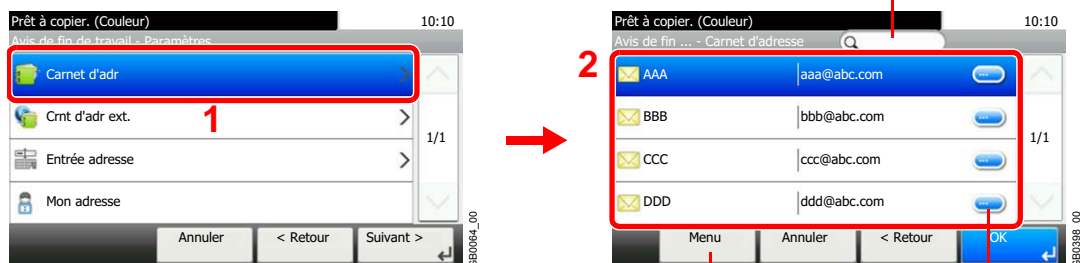 Prêt à copier. (Couleur) 10:10
Avis de fin de travail - Paramètres
Carnet d'adr
Crnt d'adr ext.
1
1/1
Entrée adresse
Mon adresse
Annuler < Retour Suivant >
Prêt à copier. (Couleur) 10:10
Avis de fin ... - Carnet d'adresse
2
AAA aaa@abc.com
BBB bbb@abc.com
1/1
CCC ccc@abc.com
DDD ddd@abc.com
Menu Annuler < Retour OK